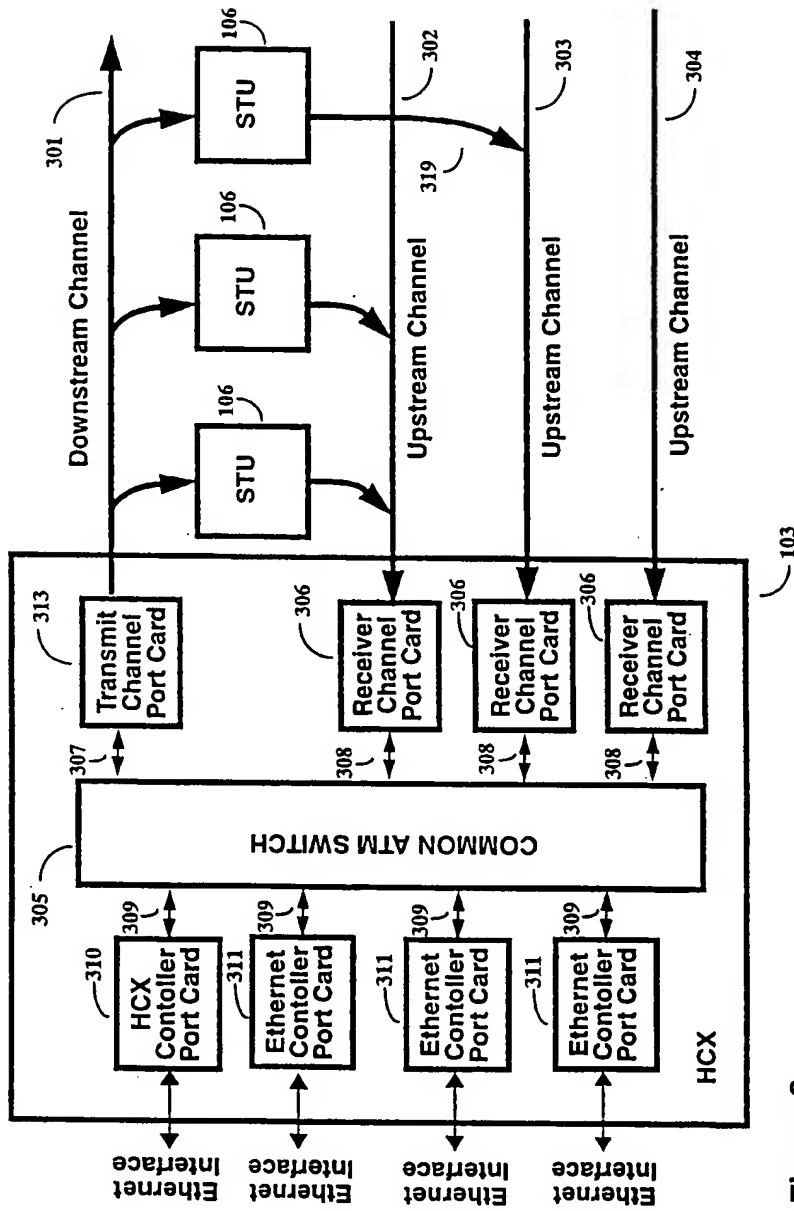 301
Downstream Channel
106
STU
106
STU
106
STU
302
Upstream Channel
319
303
Upstream Channel
304
Upstream Channel
313
Transmit
Channel
Port Card
307
306
Receiver
Channel
Port Card
308
306
Receiver
Channel
Port Card
308
306
Receiver
Channel
Port Card
308
103
305
COMMON ATM SWITCH
309
309
309
309
310
HCX
Contoller
Port Card
311
Ethernet
Contoller
Port Card
311
Ethernet
Contoller
Port Card
311
Ethernet
Contoller
Port Card
HCX
Ethernet
Interface
Ethernet
Interface
Ethernet
Interface
Ethernet
Interface